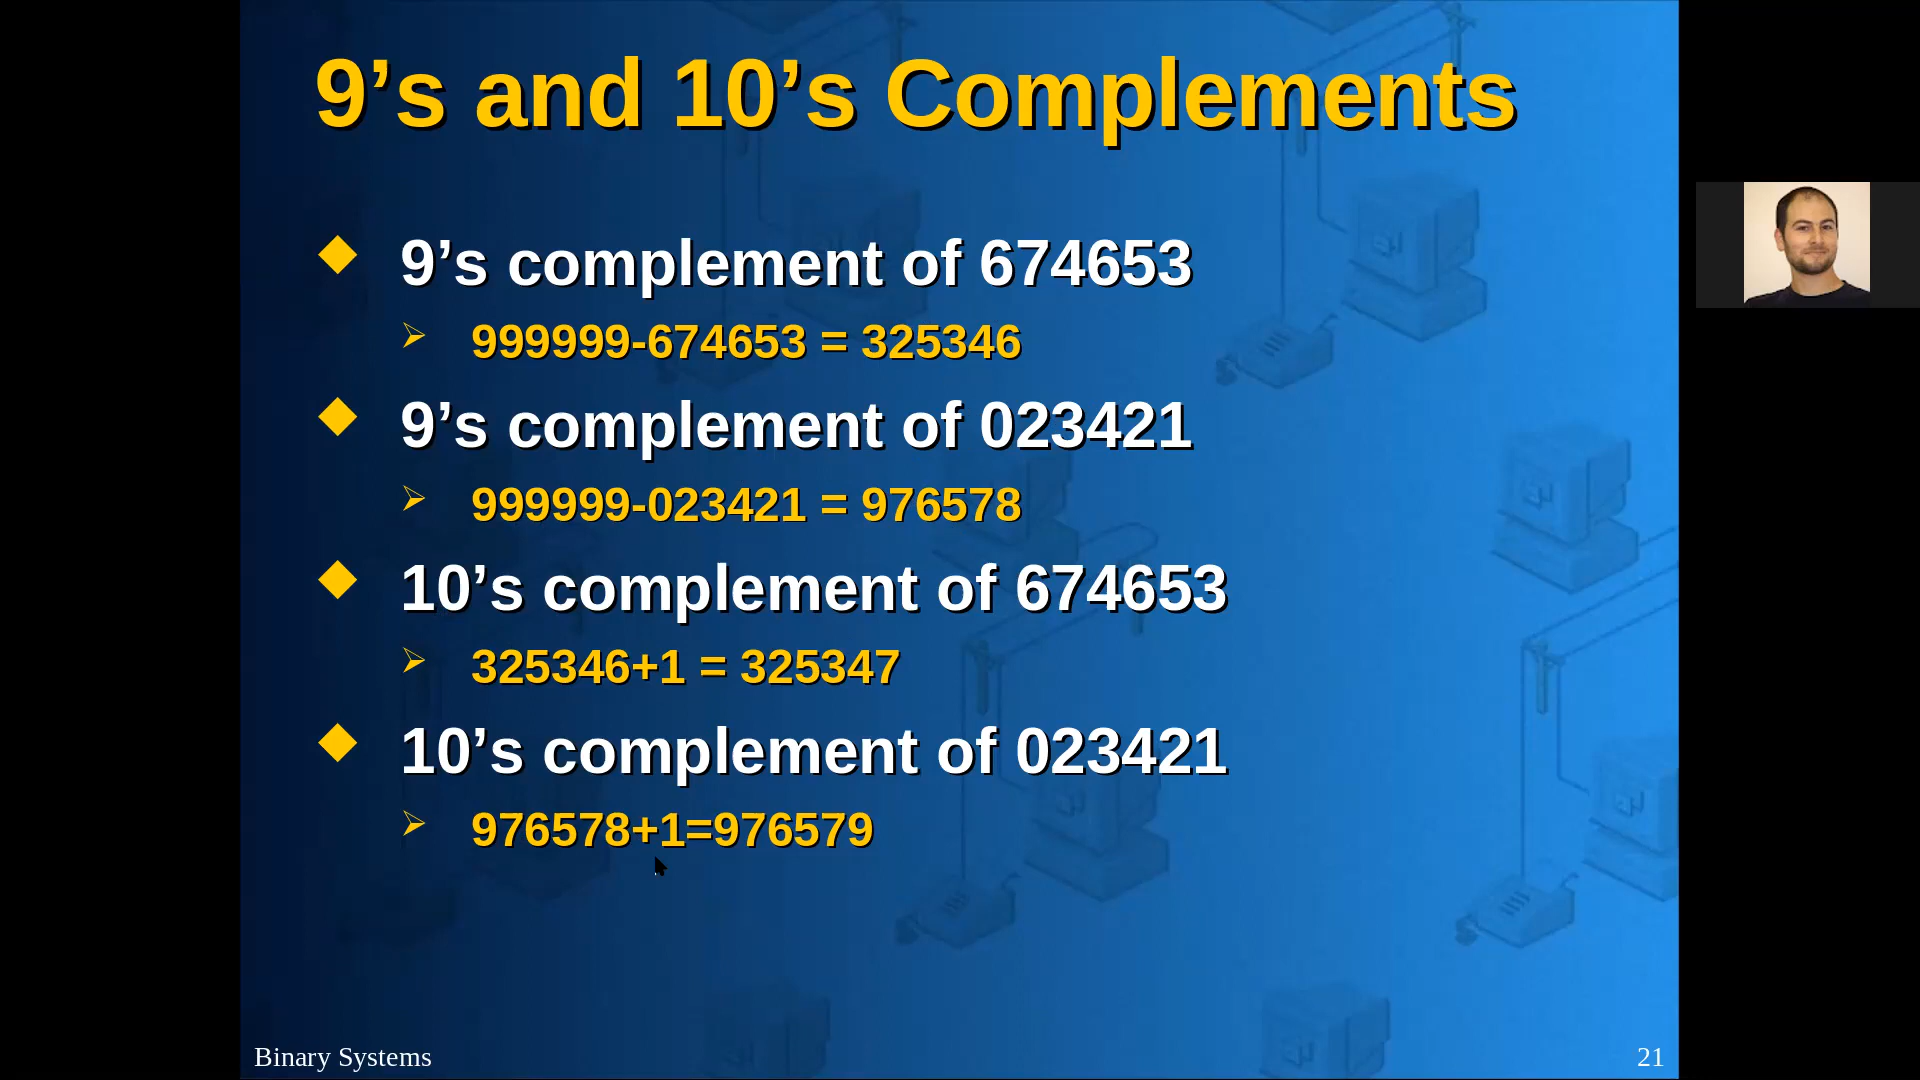 9’s and 10’s Complements
9’s complement of 674653
999999-674653 = 325346
9’s complement of 023421
999999-023421 = 976578
10’s complement of 674653
325346+1 = 325347
10’s complement of 023421
976578+1=976579
Binary Systems
21